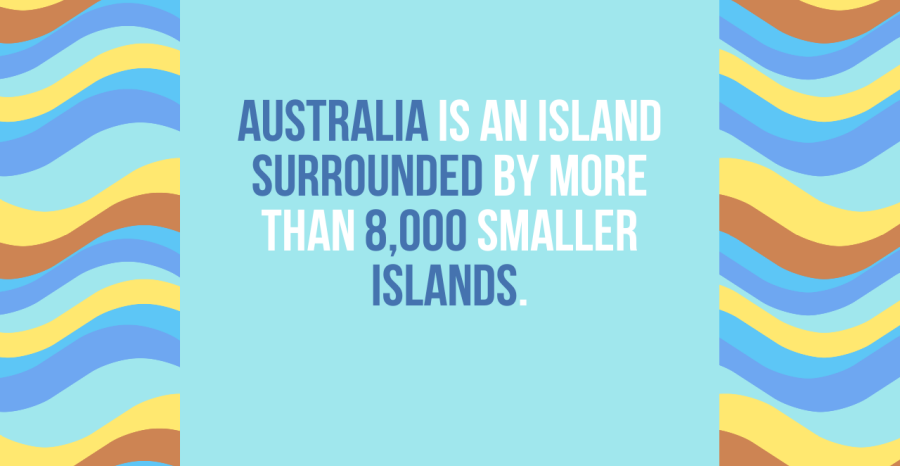 AUSTRALIA IS AN ISLAND
SURROUNDED BY MORE
THAN 8,000 SMALLER
ISLANDS.